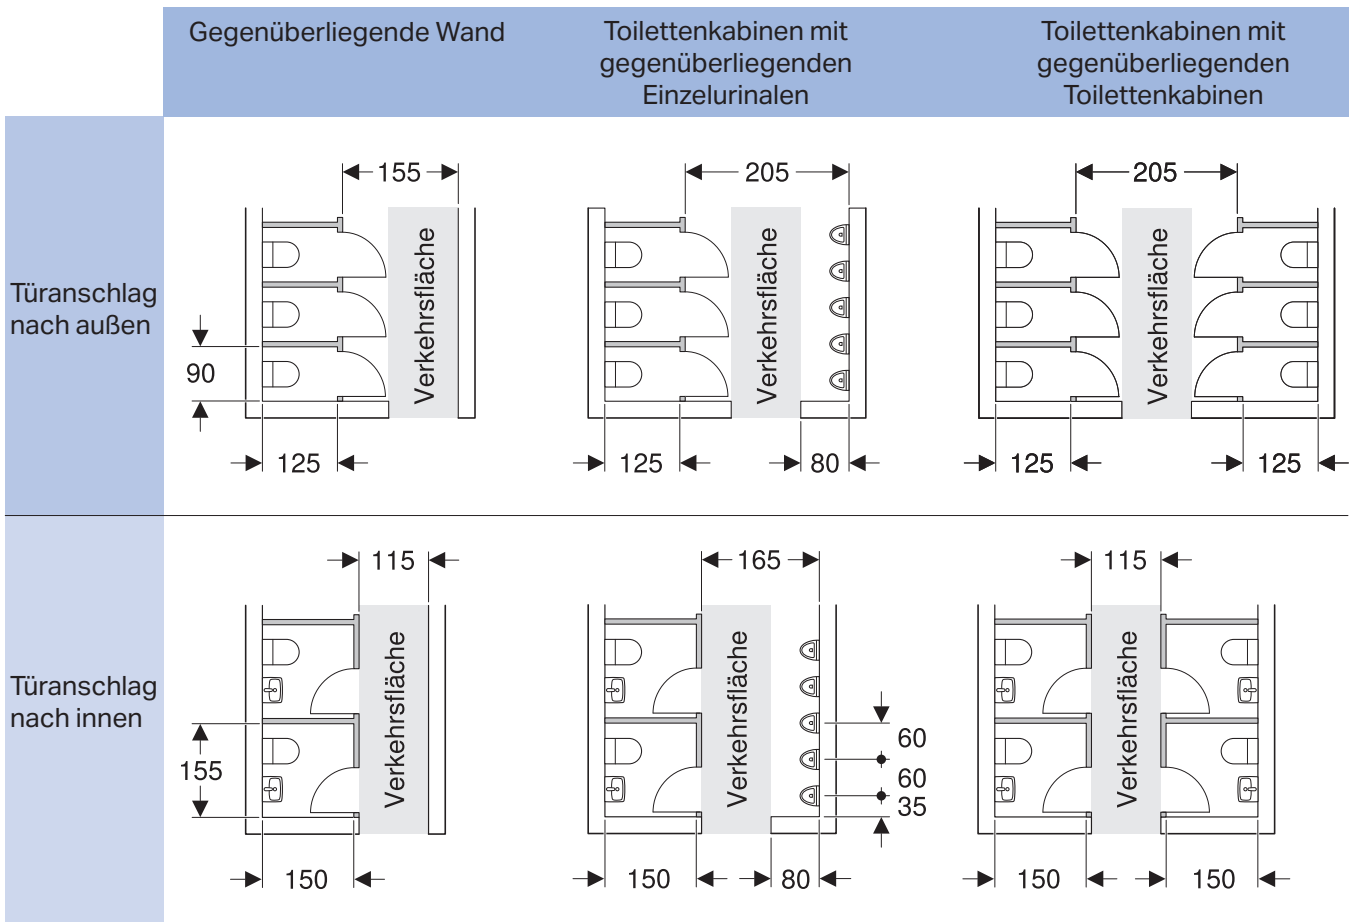 Gegenüberliegende Wand
Toilettenkabinen mit
gegenüberliegenden
Einzelurinalen
Toilettenkabinen mit
gegenüberliegenden
Toilettenkabinen
Türanschlag
nach außen
155
Verkehrsfläche
90
125
205
Verkehrsfläche
125
80
205
Verkehrsfläche
125
125
Türanschlag
nach innen
115
Verkehrsfläche
155
150
165
Verkehrsfläche
60
60
35
150
80
115
Verkehrsfläche
150
150